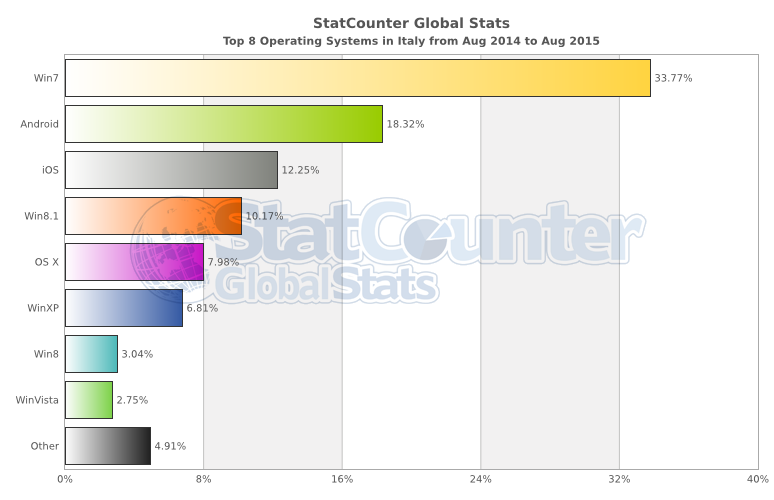 StatCounter Global Stats
Top 8 Operating Systems in Italy from Aug 2014 to Aug 2015
Win7 33.77%
Android 18.32%
iOS 12.25%
Win8.1 10.17%
StatCounter
OS X 7.98%
GlobalStats
WinXP 6.81%
Win8 3.04%
WinVista 2.75%
Other 4.91%
0% 8% 16% 24% 32% 40%